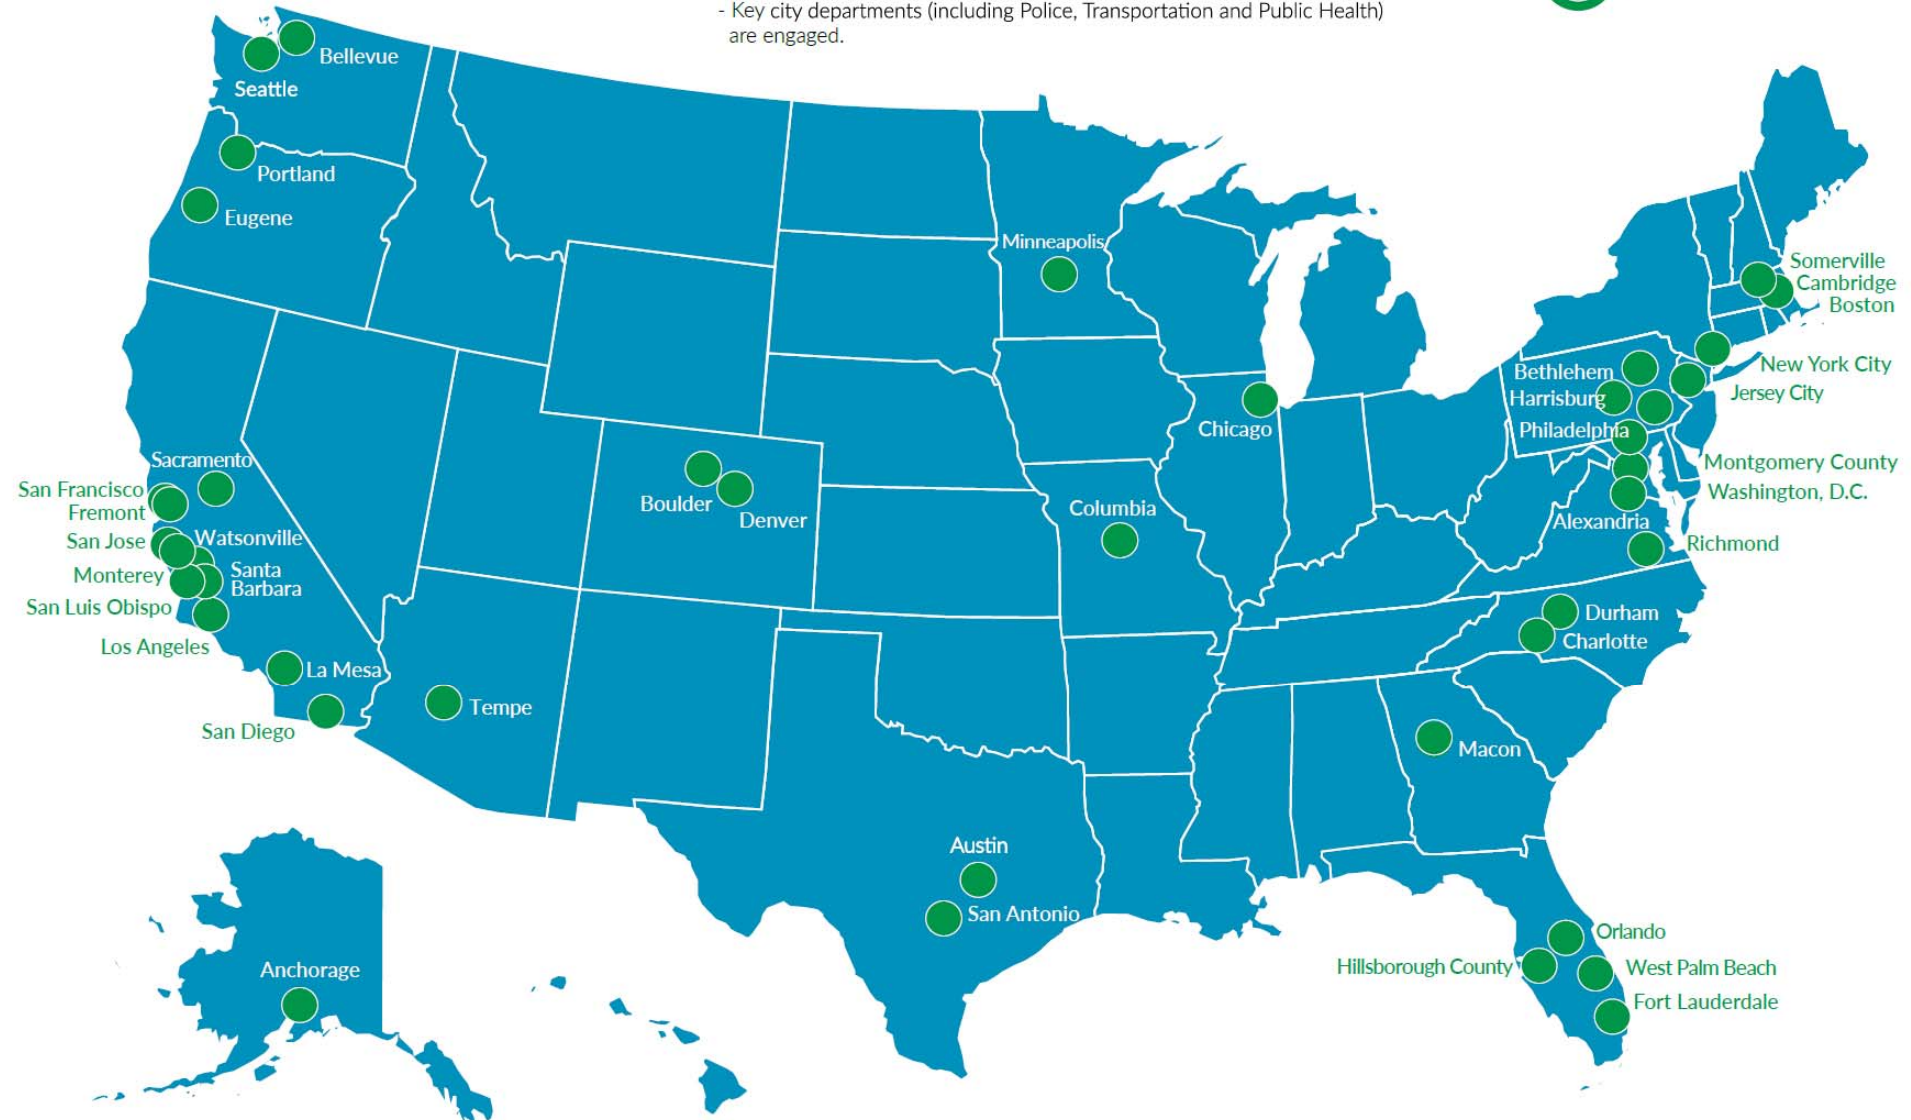 - Key city departments (including Police, Transportation and Public Health)
are engaged.
Bellevue
Seattle
Portland
Eugene
Minneapolis
Somerville
Cambridge
Boston
New York City
Bethlehem
Jersey City
Harrisburg
Chicago
Philadelphia
Sacramento
Montgomery County
San Francisco
Washington, D.C.
Boulder
Columbia
Fremont
Denver
Alexandria
Watsonville
San Jose
Richmond
Santa
Barbara
Monterey
San Luis Obispo
Durham
Charlotte
Los Angeles
La Mesa
Tempe
San Diego
Macon
Austin
San Antonio
Orlando
Hillsborough County
West Palm Beach
Anchorage
Fort Lauderdale